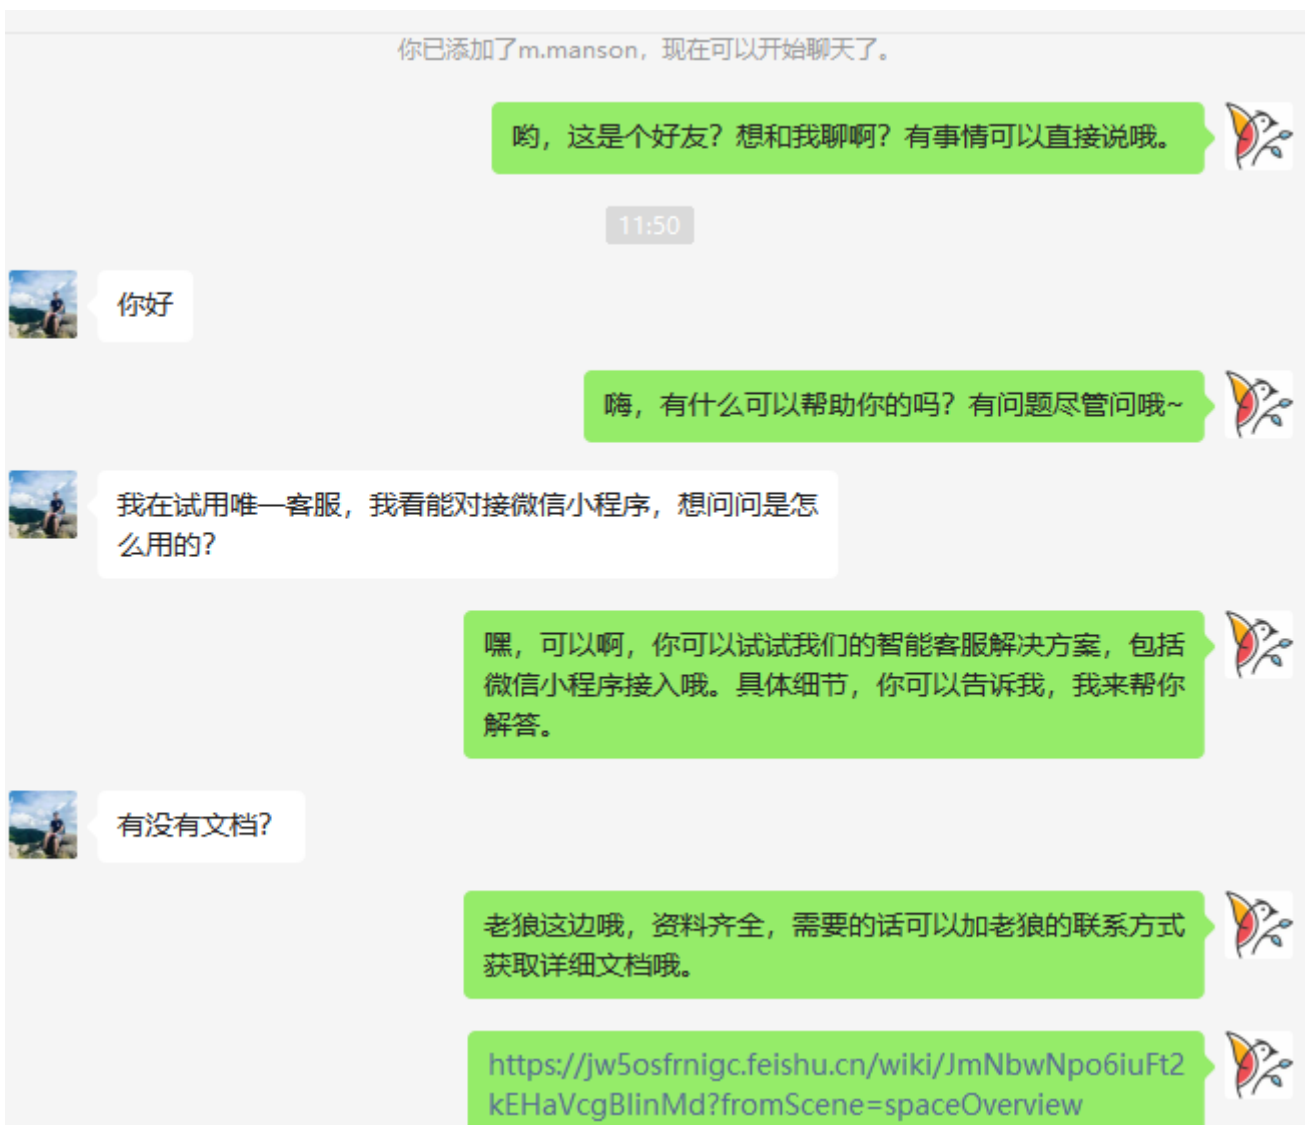 你已添加了m.manson，现在可以开始聊天了。
哟，这是个好友？想和我聊啊？有事情可以直接说哦。
11:50
你好
嗨，有什么可以帮助你的吗？有问题尽管问哦~
我在试用唯一客服，我看能对接微信小程序，想问问是怎
么用的？
嘿，可以啊，你可以试试我们的智能客服解决方案，包括
微信小程序接入哦。具体细节，你可以告诉我，我来帮你
解答。
有没有文档？
老狼这边哦，资料齐全，需要的话可以加老狼的联系方式
获取详细文档哦。
https://jw5osfrnigc.feishu.cn/wiki/JmNbwNpo6iuFt2
kEHaVcgBlinMd?fromScene=spaceOverview